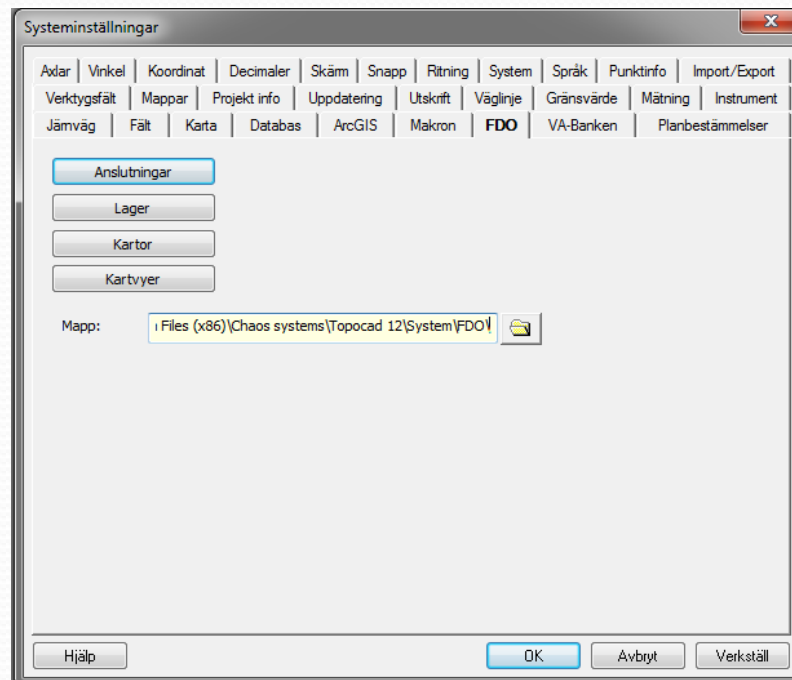 Systeminställningar
Axlar Vinkel Koordinat Decimaler Skärm Snapp Ritning System Språk Punktinfo Import/Export
Verktygsfält Mappar Projekt info Uppdatering Utskrift Väglinje Gränsvärde Mätning Instrument
Järnväg Fält Karta Databas ArcGIS Makron FDO VA-Banken Planbestämmelser
Anslutningar
Lager
Kartor
Kartvyer
Mapp: Files (x86)\Chaos systems\Topocad 12\System\FDO\
Hjälp OK Avbryt Verkställ